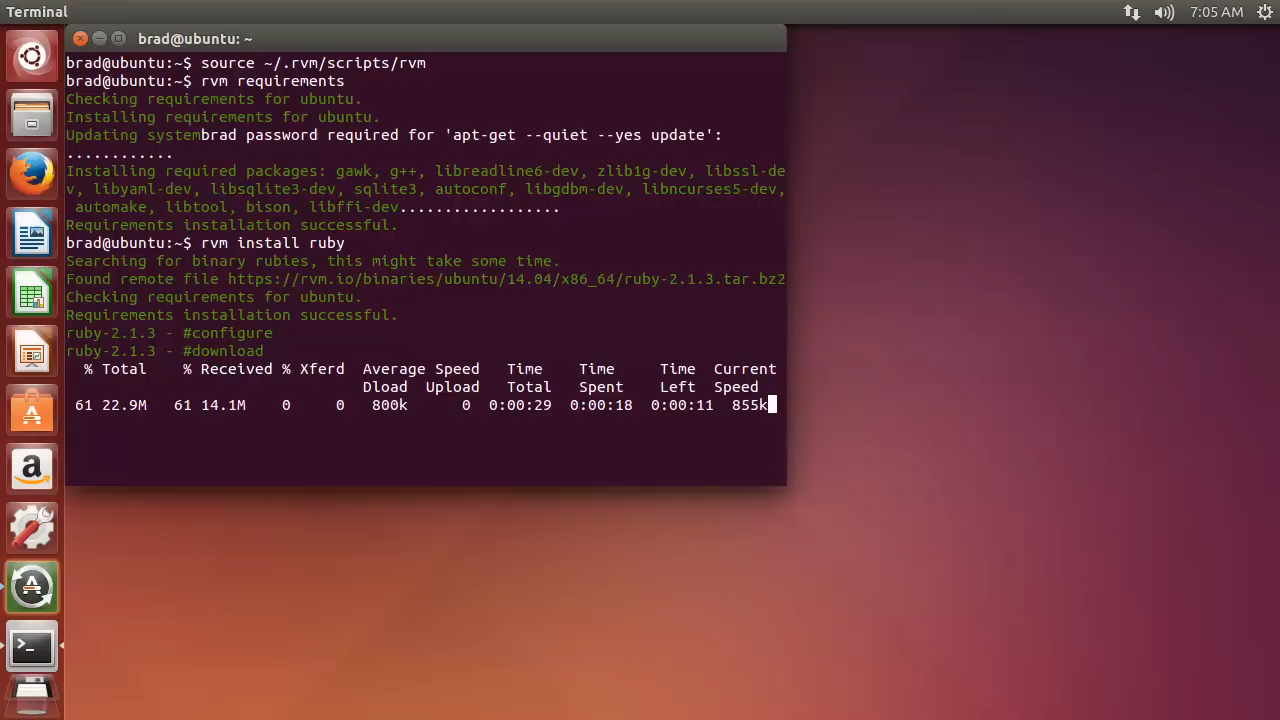 Terminal
7:05 AM
brad@ubuntu: ~
brad@ubuntu:~$ source ~/.rvm/scripts/rvm
brad@ubuntu:~$ rvm requirements
Checking requirements for ubuntu.
Installing requirements for ubuntu.
Updating systembrad password required for 'apt-get --quiet --yes update':
............
Installing required packages: gawk, g++, libreadline6-dev, zlib1g-dev, libssl-de
v, libyaml-dev, libsqlite3-dev, sqlite3, autoconf, libgdbm-dev, libncurses5-dev,
automake, libtool, bison, libffi-dev..................
Requirements installation successful.
brad@ubuntu:~$ rvm install ruby
Searching for binary rubies, this might take some time.
Found remote file https://rvm.io/binaries/ubuntu/14.04/x86_64/ruby-2.1.3.tar.bz2
Checking requirements for ubuntu.
Requirements installation successful.
ruby-2.1.3 - #configure
ruby-2.1.3 - #download
% Total % Received % Xferd Average Speed Time Time Time Current
Dload Upload Total Spent Left Speed
61 22.9M 61 14.1M 0 0 800k 0 0:00:29 0:00:18 0:00:11 855k